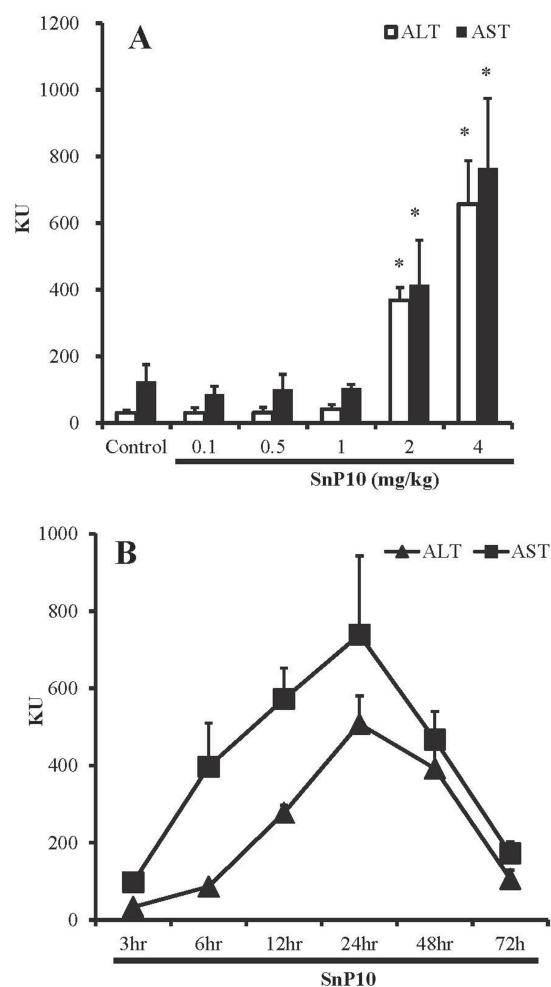 A
ALT AST
1200
1000
800
600
400
200
0
KU
* * * *
Control 0.1 0.5 1 2 4
SnP10 (mg/kg)
B
ALT AST
1000
800
600
400
200
0
KU
3hr 6hr 12hr 24hr 48hr 72h
SnP10